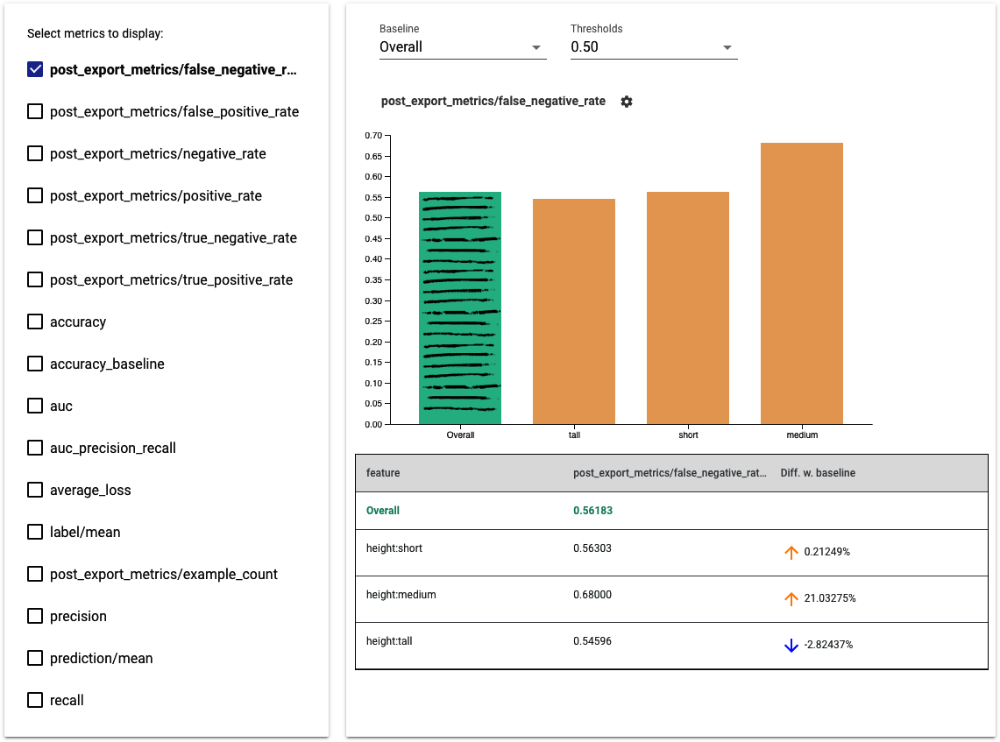 Select metrics to display:
post_export_metrics/false_negative_r...
post_export_metrics/false_positive_rate
post_export_metrics/negative_rate
post_export_metrics/positive_rate
post_export_metrics/true_negative_rate
post_export_metrics/true_positive_rate
accuracy
accuracy_baseline
auc
auc_precision_recall
average_loss
label/mean
post_export_metrics/example_count
precision
prediction/mean
recall
Baseline Thresholds
Overall 0.50
post_export_metrics/false_negative_rate
0.70
0.65
0.60
0.55
0.50
0.45
0.40
0.35
0.30
0.25
0.20
0.15
0.10
0.05
0.00
Overall tall short medium
feature post_export_metrics/false_negative_rat... Diff. w. baseline
Overall 0.56183
height:short 0.56303 0.21249%
height:medium 0.68000 21.03275%
height:tall 0.54596 -2.82437%